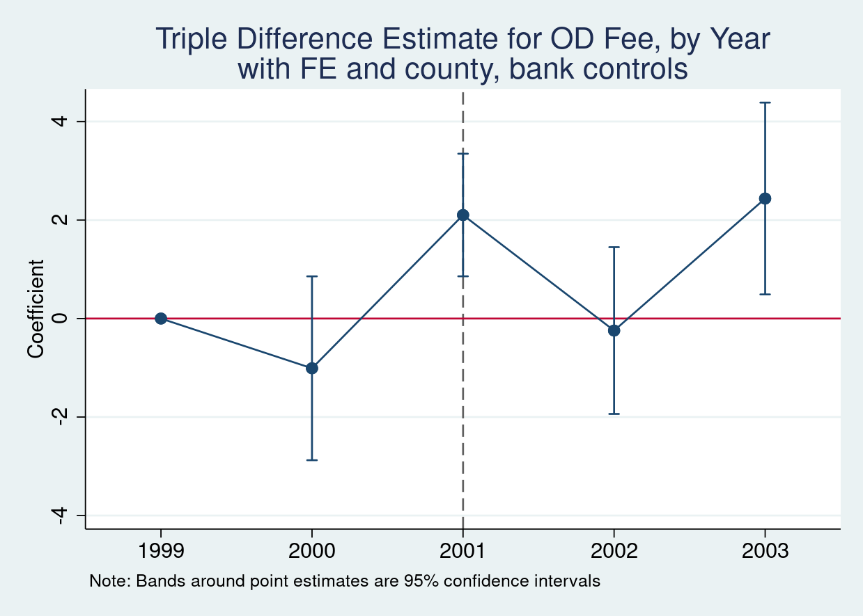 Triple Difference Estimate for OD Fee, by Year
with FE and county, bank controls
Coefficient
4
2
0
-2
-4
1999 2000 2001 2002 2003
Note: Bands around point estimates are 95% confidence intervals